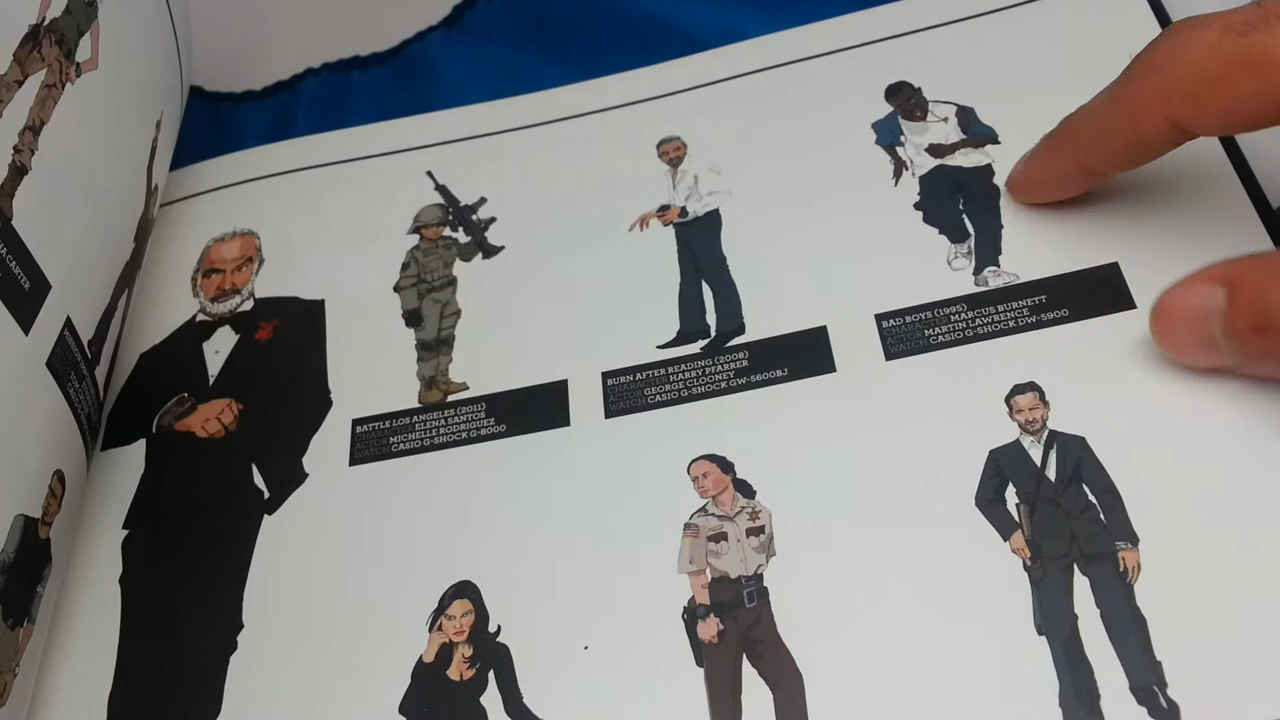 BATTLE LOS ANGELES (2011)
CHARACTER ELENA SANTOS
ACTOR MICHELLE RODRIGUEZ
WATCH CASIO G-SHOCK G-8000
BURN AFTER READING (2008)
CHARACTER HARRY PFARRER
ACTOR GEORGE CLOONEY
WATCH CASIO G-SHOCK GW-5600BJ
BAD BOYS (1995)
CHARACTER MARCUS BURNETT
ACTOR MARTIN LAWRENCE
WATCH CASIO G-SHOCK DW-5900
CARTER